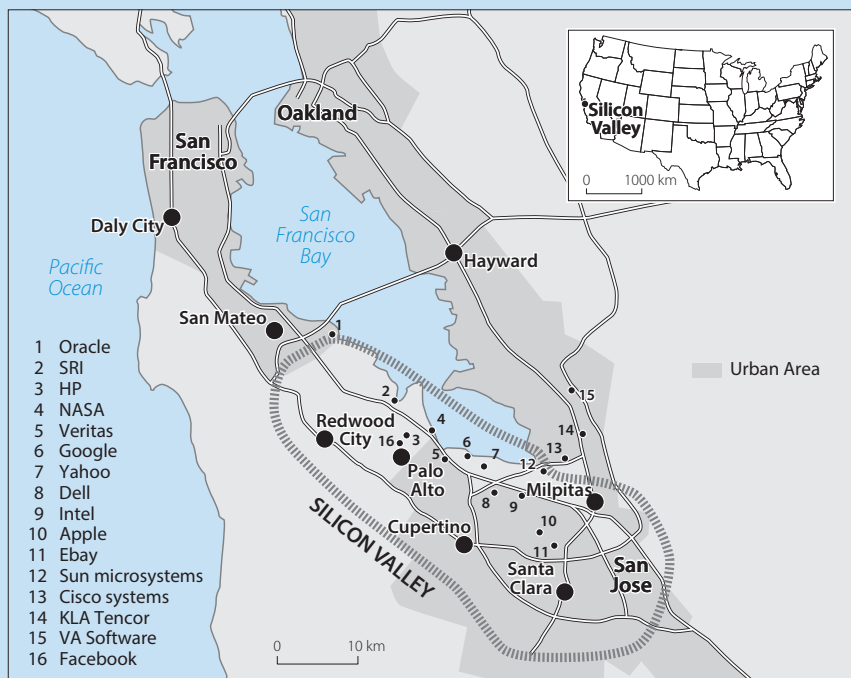 Oakland
San
Francisco
Silicon
Valley
0 1000 km
Daly City
San
Francisco
Bay
Pacific
Ocean
Hayward
San Mateo
1
Urban Area
1 Oracle
2 SRI
3 HP
4 NASA
5 Veritas
6 Google
7 Yahoo
8 Dell
9 Intel
10 Apple
11 Ebay
12 Sun microsystems
13 Cisco systems
14 KLA Tencor
15 VA Software
16 Facebook
2
15
Redwood
City
4
14
16
3
6
13
5
7
12
Palo
Alto
Milpitas
8
9
SILICON VALLEY
Cupertino
10
11
Santa
Clara
San
Jose
0 10 km